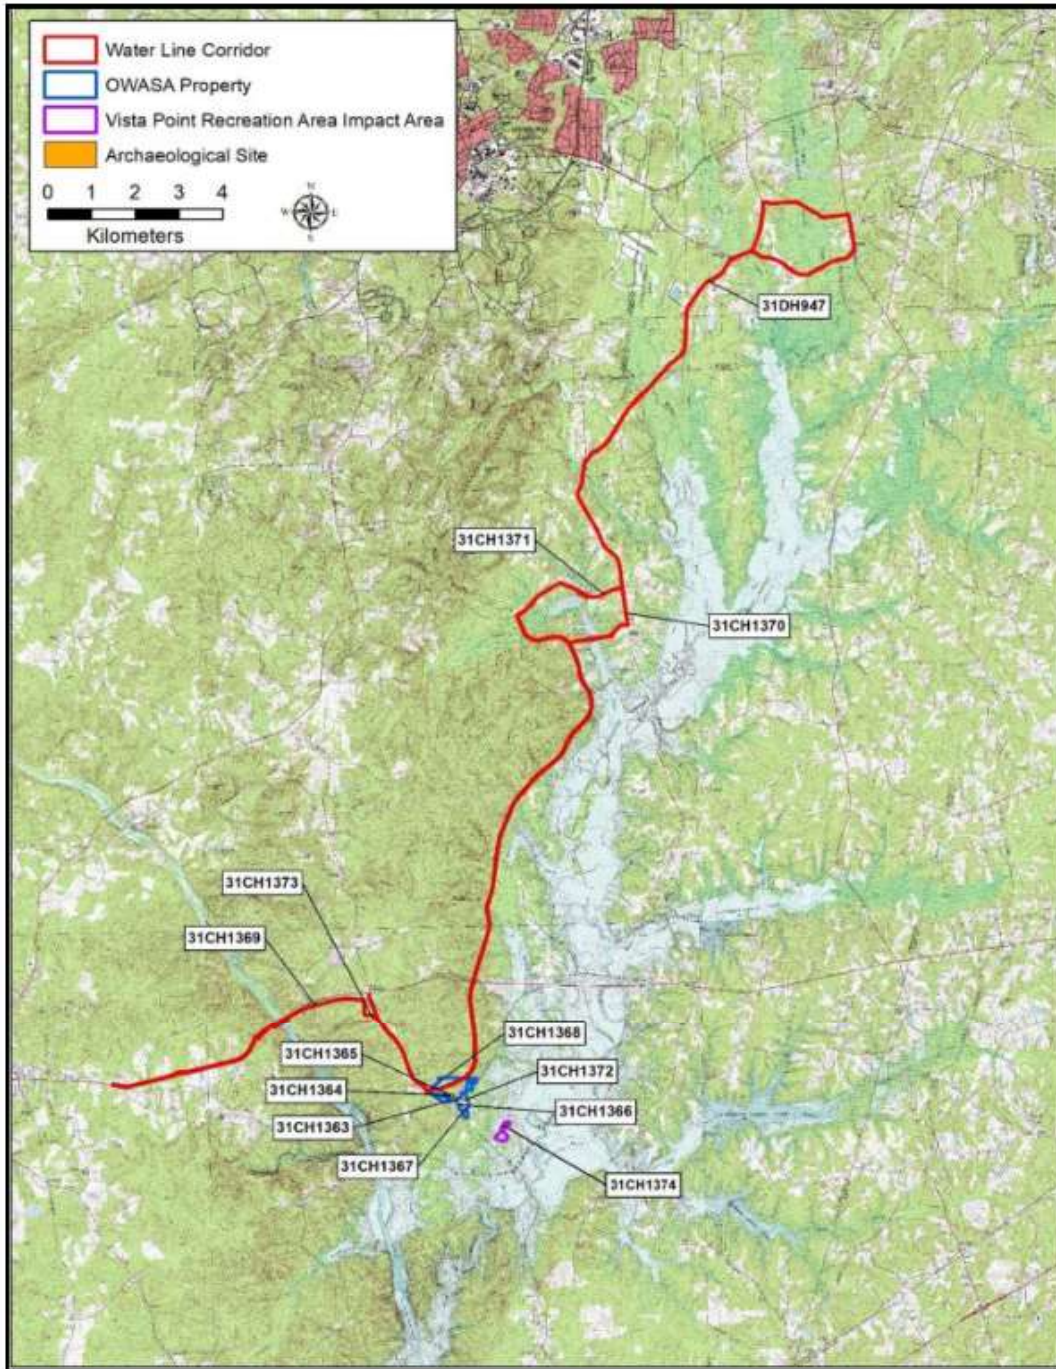 Water Line Corridor
OWASA Property
Vista Point Recreation Area Impact Area
Archaeological Site
0 1 2 3 4
Kilometers
N
W E
S
31DH947
31CH1371
31CH1370
31CH1373
31CH1369
31CH1368
31CH1365
31CH1372
31CH1364
31CH1366
31CH1363
31CH1367
31CH1374